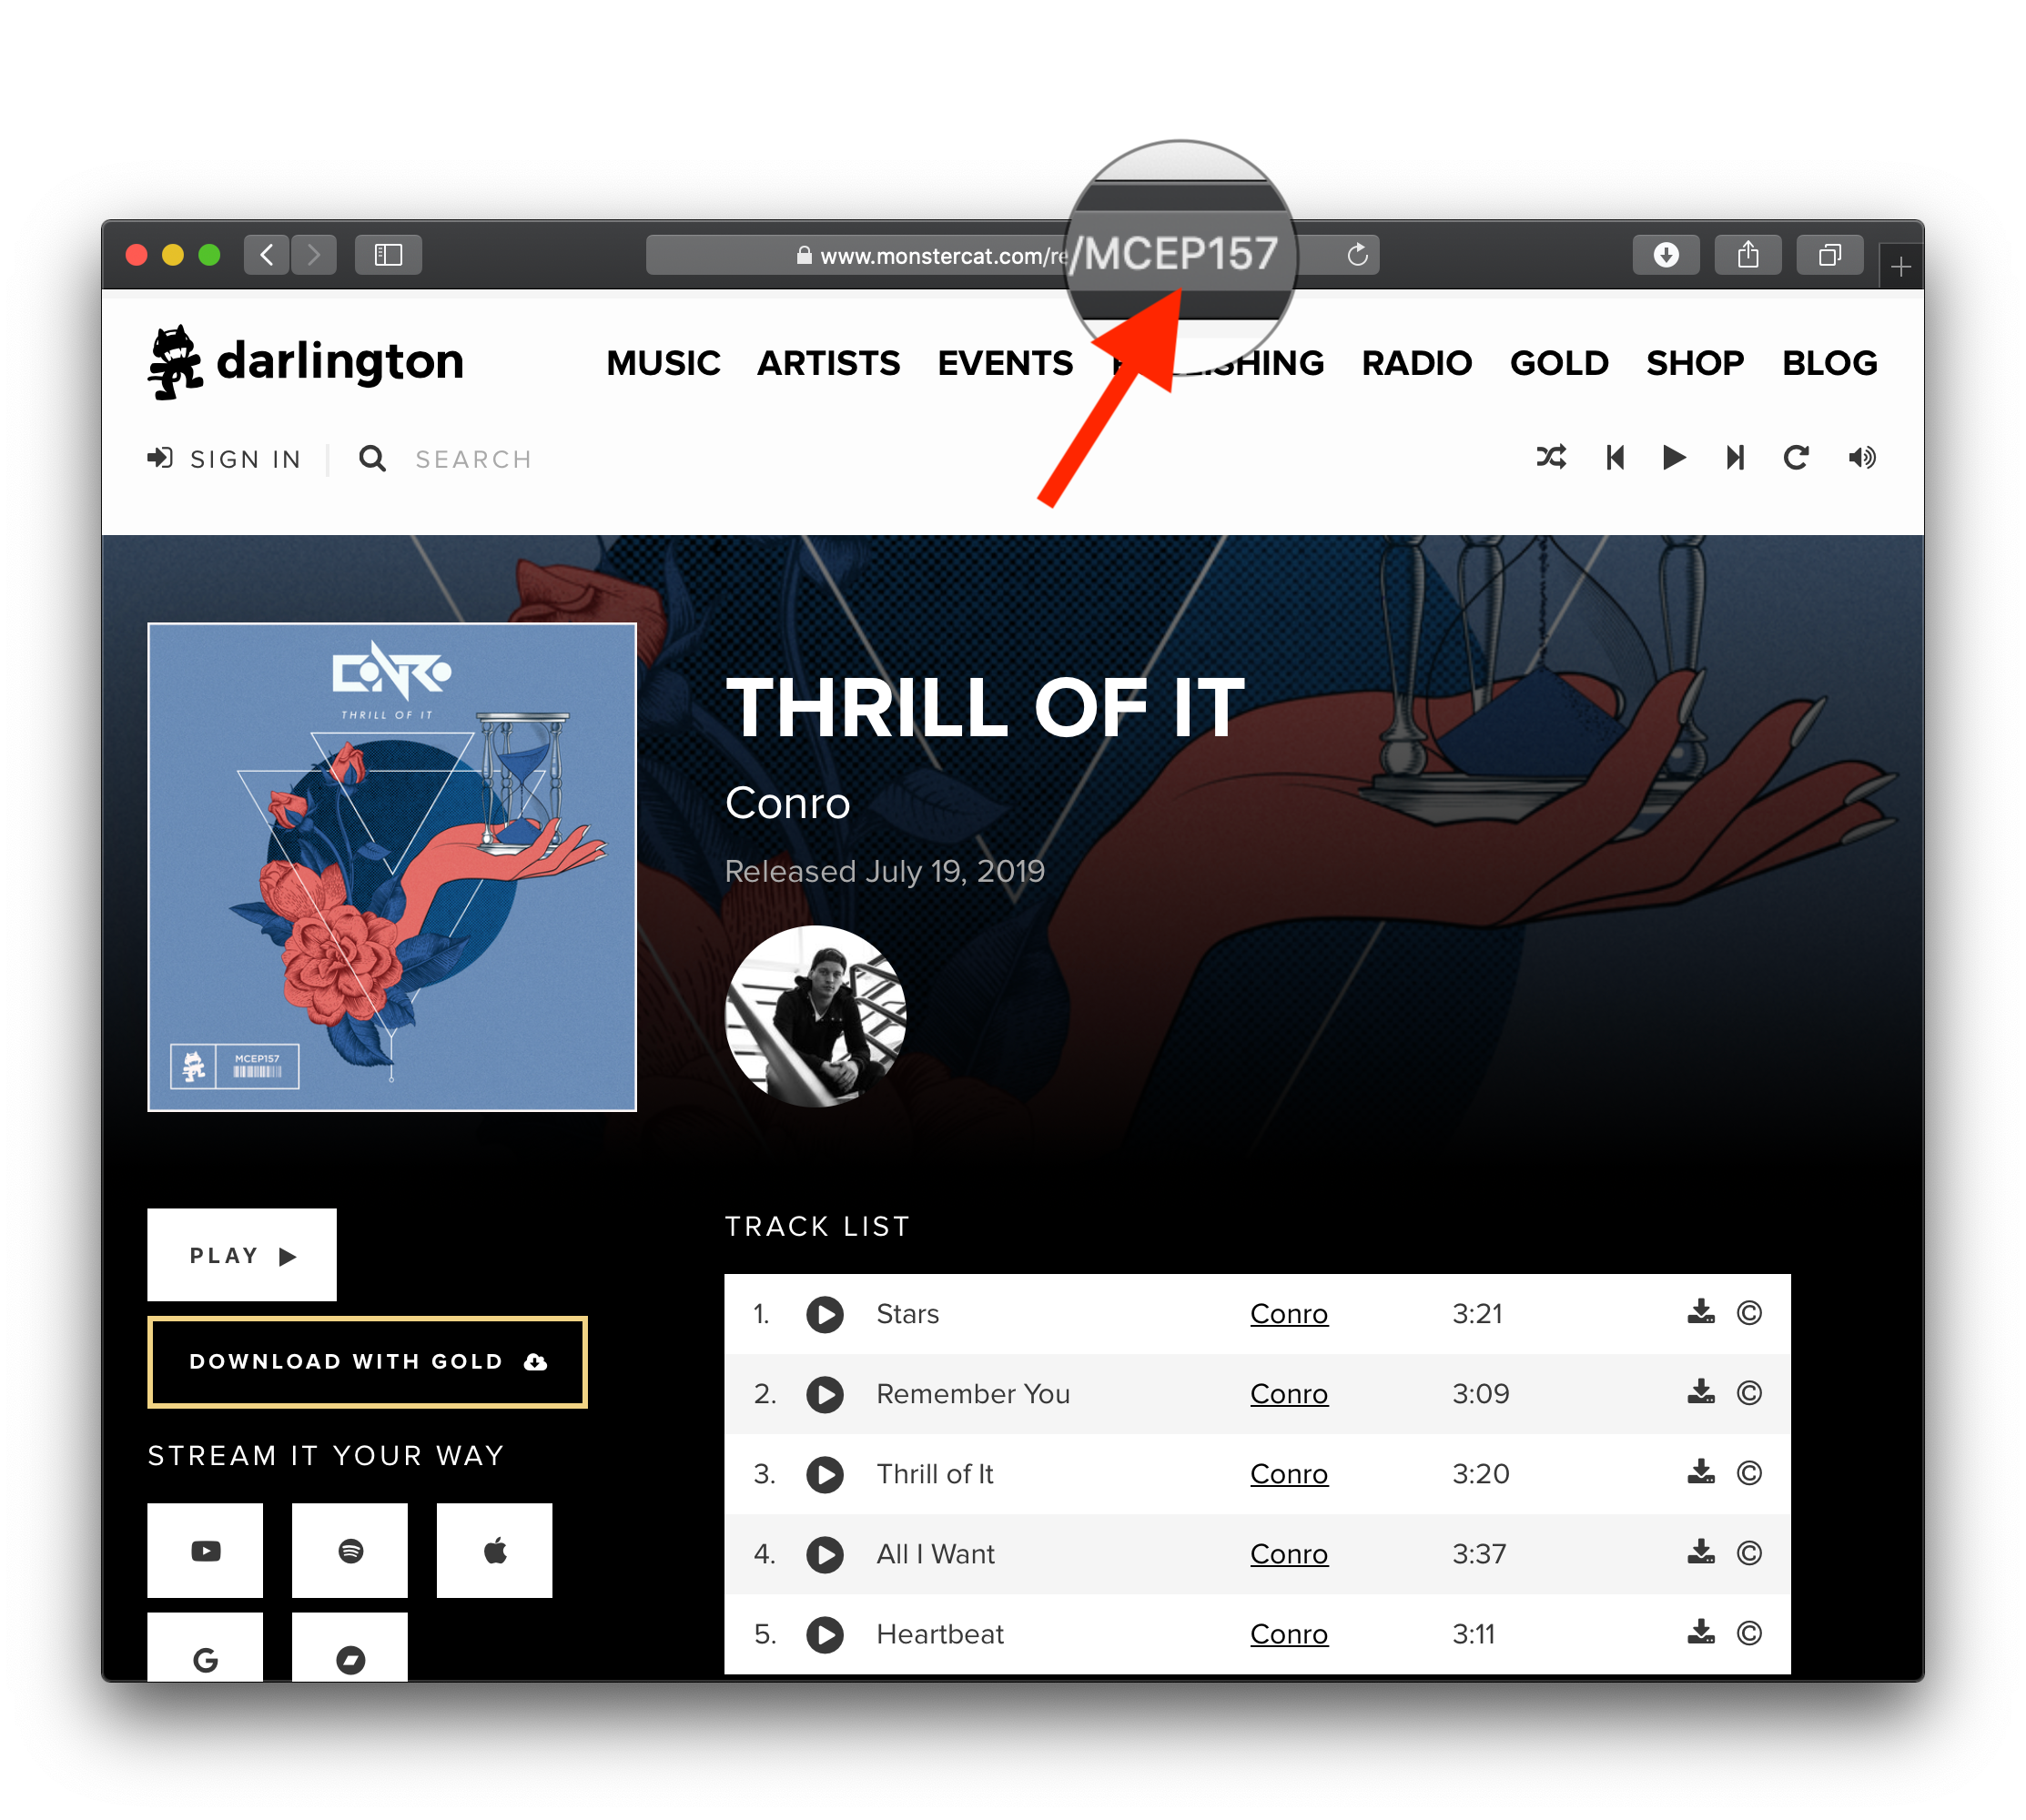 www.monstercat.com/re
/MCEP157
darlington
MUSIC ARTISTS EVENTS SHING RADIO GOLD SHOP BLOG
SIGN IN SEARCH
CONRO
THRILL OF IT
MCEP157
THRILL OF IT
Conro
Released July 19, 2019
PLAY
DOWNLOAD WITH GOLD
STREAM IT YOUR WAY
TRACK LIST
1. Stars Conro 3:21
2. Remember You Conro 3:09
3. Thrill of It Conro 3:20
4. All I Want Conro 3:37
5. Heartbeat Conro 3:11